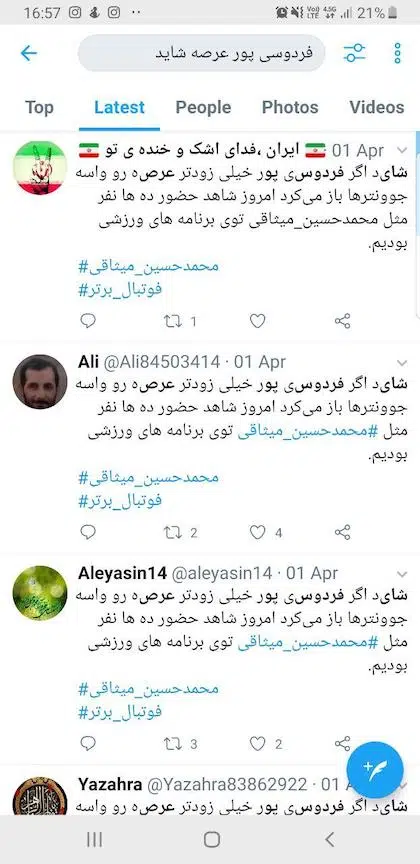 16:57
VoI) LTE 4.5G 21%
فردوسی پور عرصه شاید
Top Latest People Photos Videos
ایران ،فدای اشک و خنده ی تو 01 Apr
شاید اگر فردوسی پور خیلی زودتر عرصه رو واسه
جوونترها باز می‌کرد امروز شاهد حضور ده ها نفر
مثل محمدحسین_میثاقی توی برنامه های ورزشی
بودیم.
#محمدحسین_میثاقی
#فوتبال_برتر
1
Ali @Ali84503414 · 01 Apr
شاید اگر فردوسی پور خیلی زودتر عرصه رو واسه
جوونترها باز می‌کرد امروز شاهد حضور ده ها نفر
مثل #محمدحسین_میثاقی توی برنامه های ورزشی
بودیم.
#محمدحسین_میثاقی
#فوتبال_برتر
2 4
Aleyasin14 @aleyasin14 · 01 Apr
شاید اگر فردوسی پور خیلی زودتر عرصه رو واسه
جوونترها باز می‌کرد امروز شاهد حضور ده ها نفر
مثل #محمدحسین_میثاقی توی برنامه های ورزشی
بودیم.
#محمدحسین_میثاقی
#فوتبال_برتر
3 2
Yazahra @Yazahra83862922 · 01 A
شاید اگر فردوسی پور خیلی زودتر عرصه رو واسه